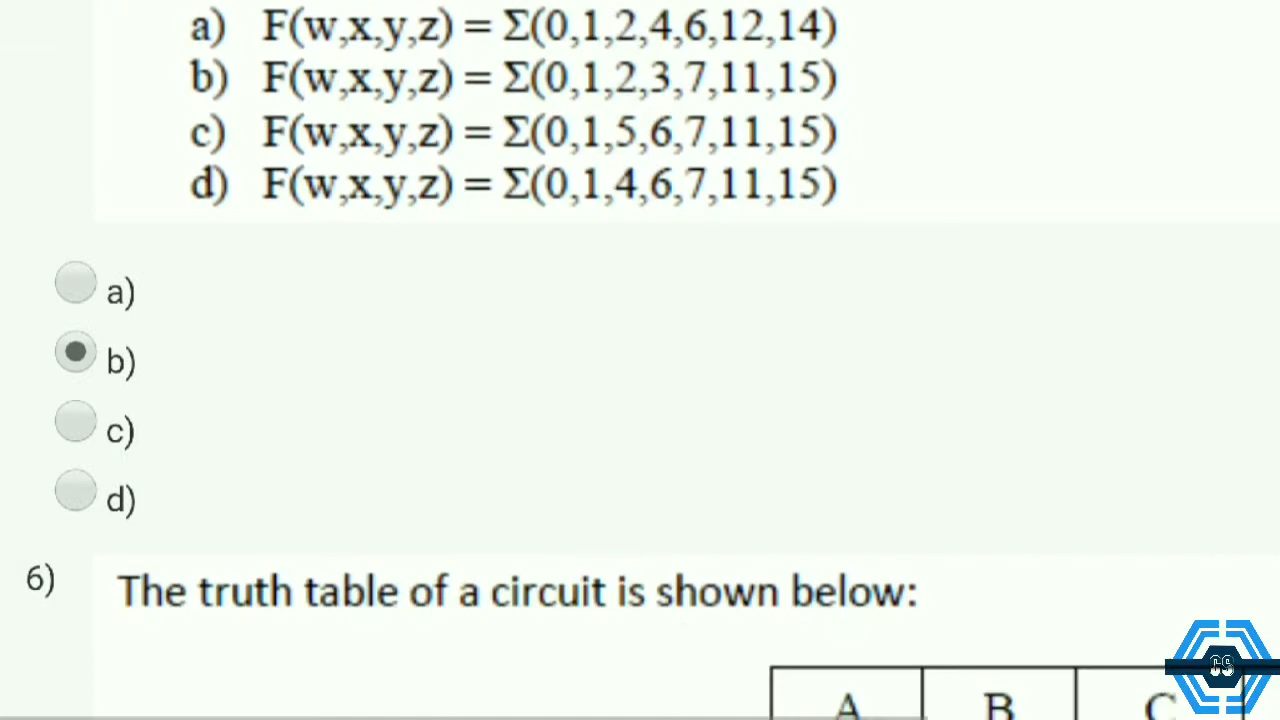 a) F(w,x,y,z) = Σ(0,1,2,4,6,12,14)
b) F(w,x,y,z) = Σ(0,1,2,3,7,11,15)
c) F(w,x,y,z) = Σ(0,1,5,6,7,11,15)
d) F(w,x,y,z) = Σ(0,1,4,6,7,11,15)
a)
b)
c)
d)
6) The truth table of a circuit is shown below:
A B C
CS